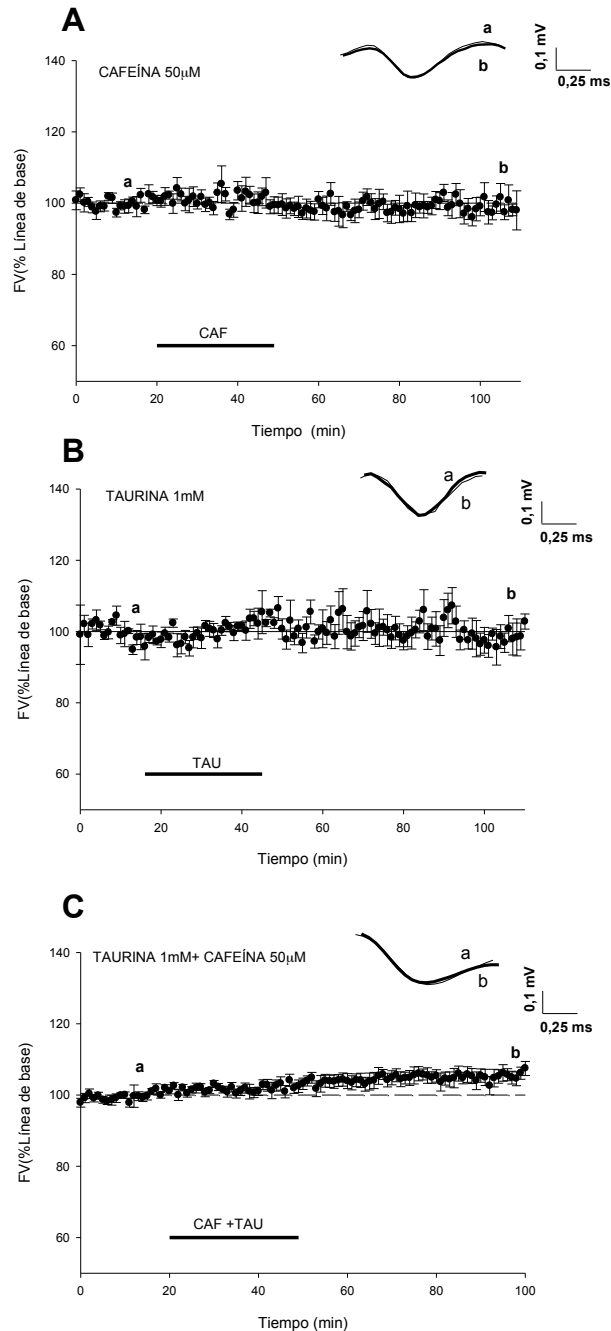 A
CAFEÍNA 50µM
a
b
0,1 mV
0,25 ms
FV(% Línea de base)
140
120
100
80
60
a
b
CAF
0
20
40
60
80
100
Tiempo (min)
B
TAURINA 1mM
a
b
0,1 mV
0,25 ms
FV(%Línea de base)
140
120
100
80
60
a
b
TAU
0
20
40
60
80
100
Tiempo (min)
C
TAURINA 1mM+ CAFEÍNA 50µM
a
b
0,1 mV
0,25 ms
FV(%Línea de base)
140
120
100
80
60
a
b
CAF +TAU
0
20
40
60
80
100
Tiempo (min)